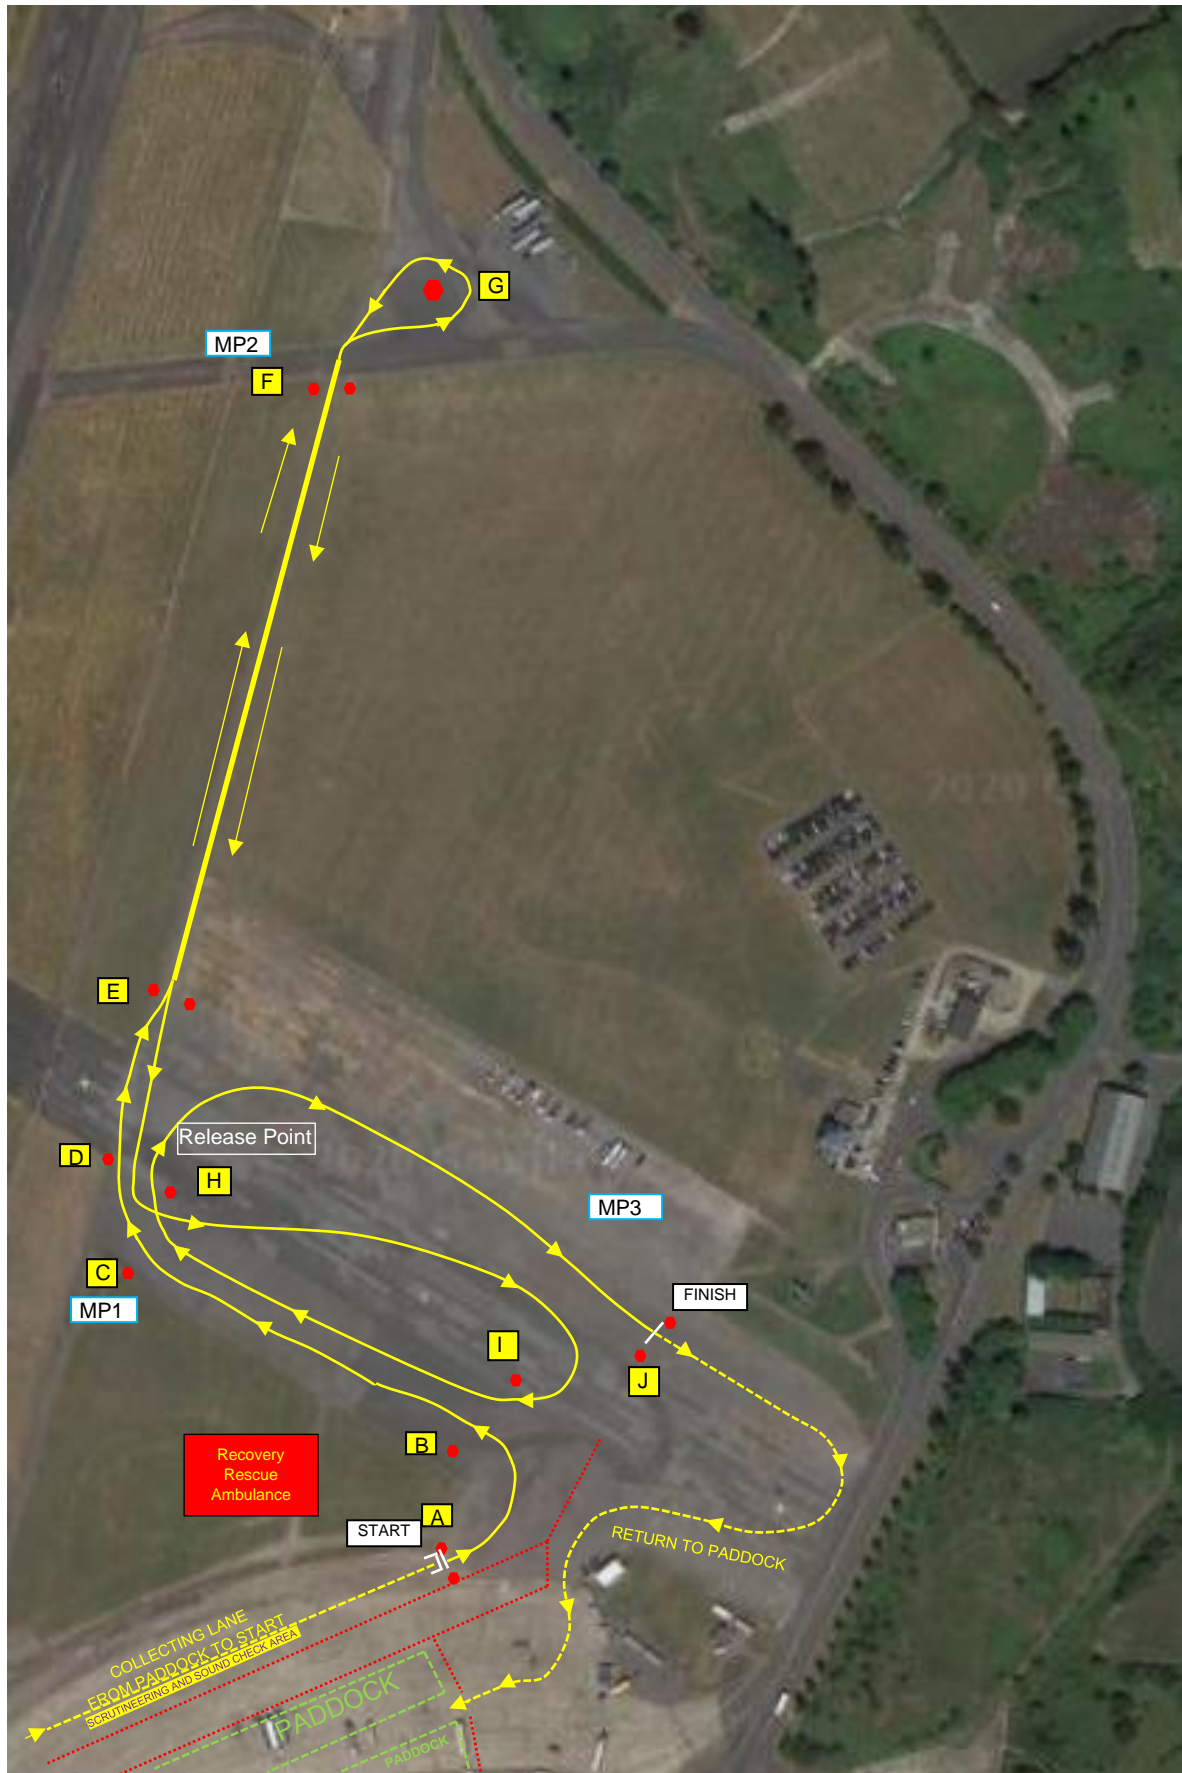 G
MP2
F
E
Release Point
D
H
MP3
C
MP1
FINISH
I
J
B
Recovery
Rescue
Ambulance
A
START
RETURN TO PADDOCK
COLLECTING LANE
FROM PADDOCK TO START
SCRUTINEERING AND SOUND CHECK AREA
PADDOCK
PADDOCK